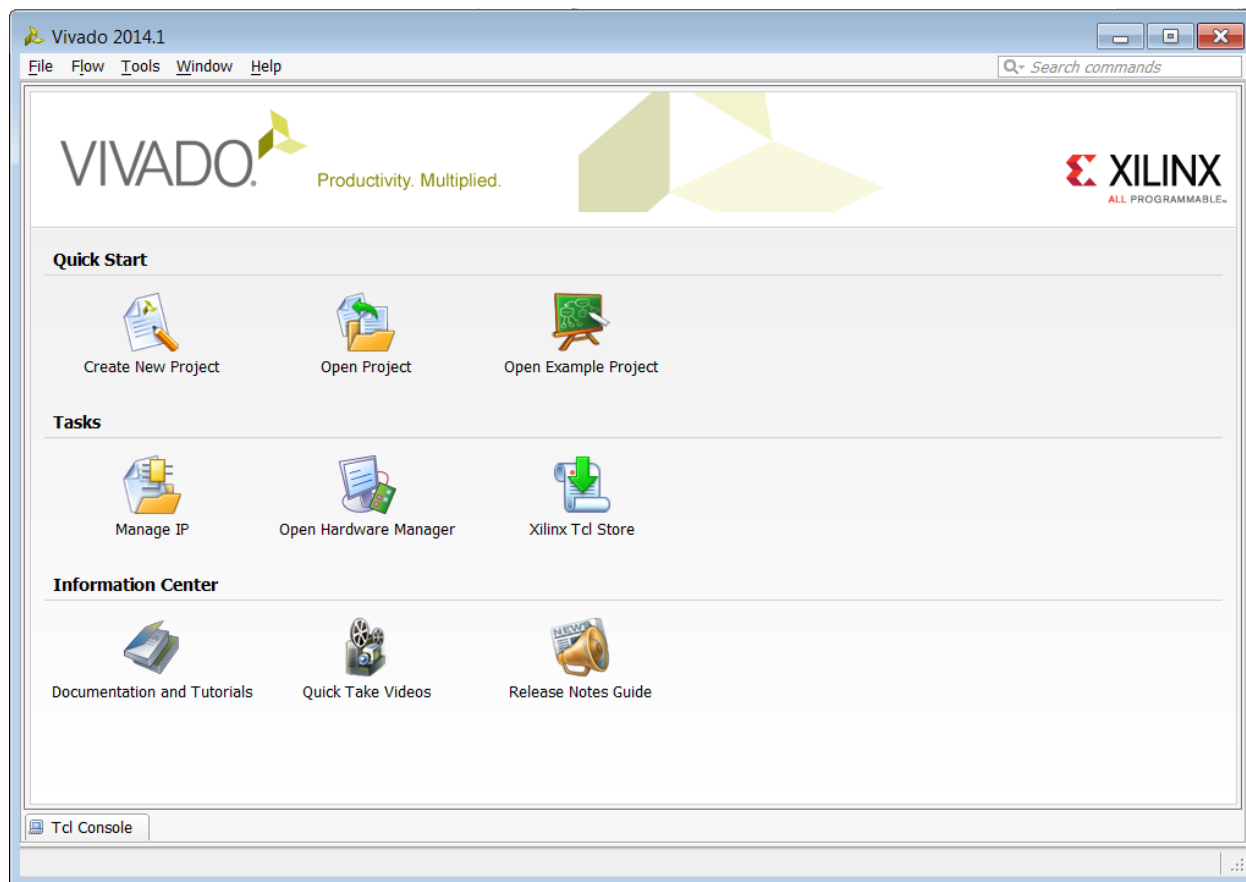 Vivado 2014.1
File Flow Tools Window Help
Search commands
VIVADO.
Productivity. Multiplied.
XILINX
ALL PROGRAMMABLE™
Quick Start
Create New Project
Open Project
Open Example Project
Tasks
Manage IP
Open Hardware Manager
Xilinx Tcl Store
Information Center
NEWS
Documentation and Tutorials
Quick Take Videos
Release Notes Guide
Tcl Console